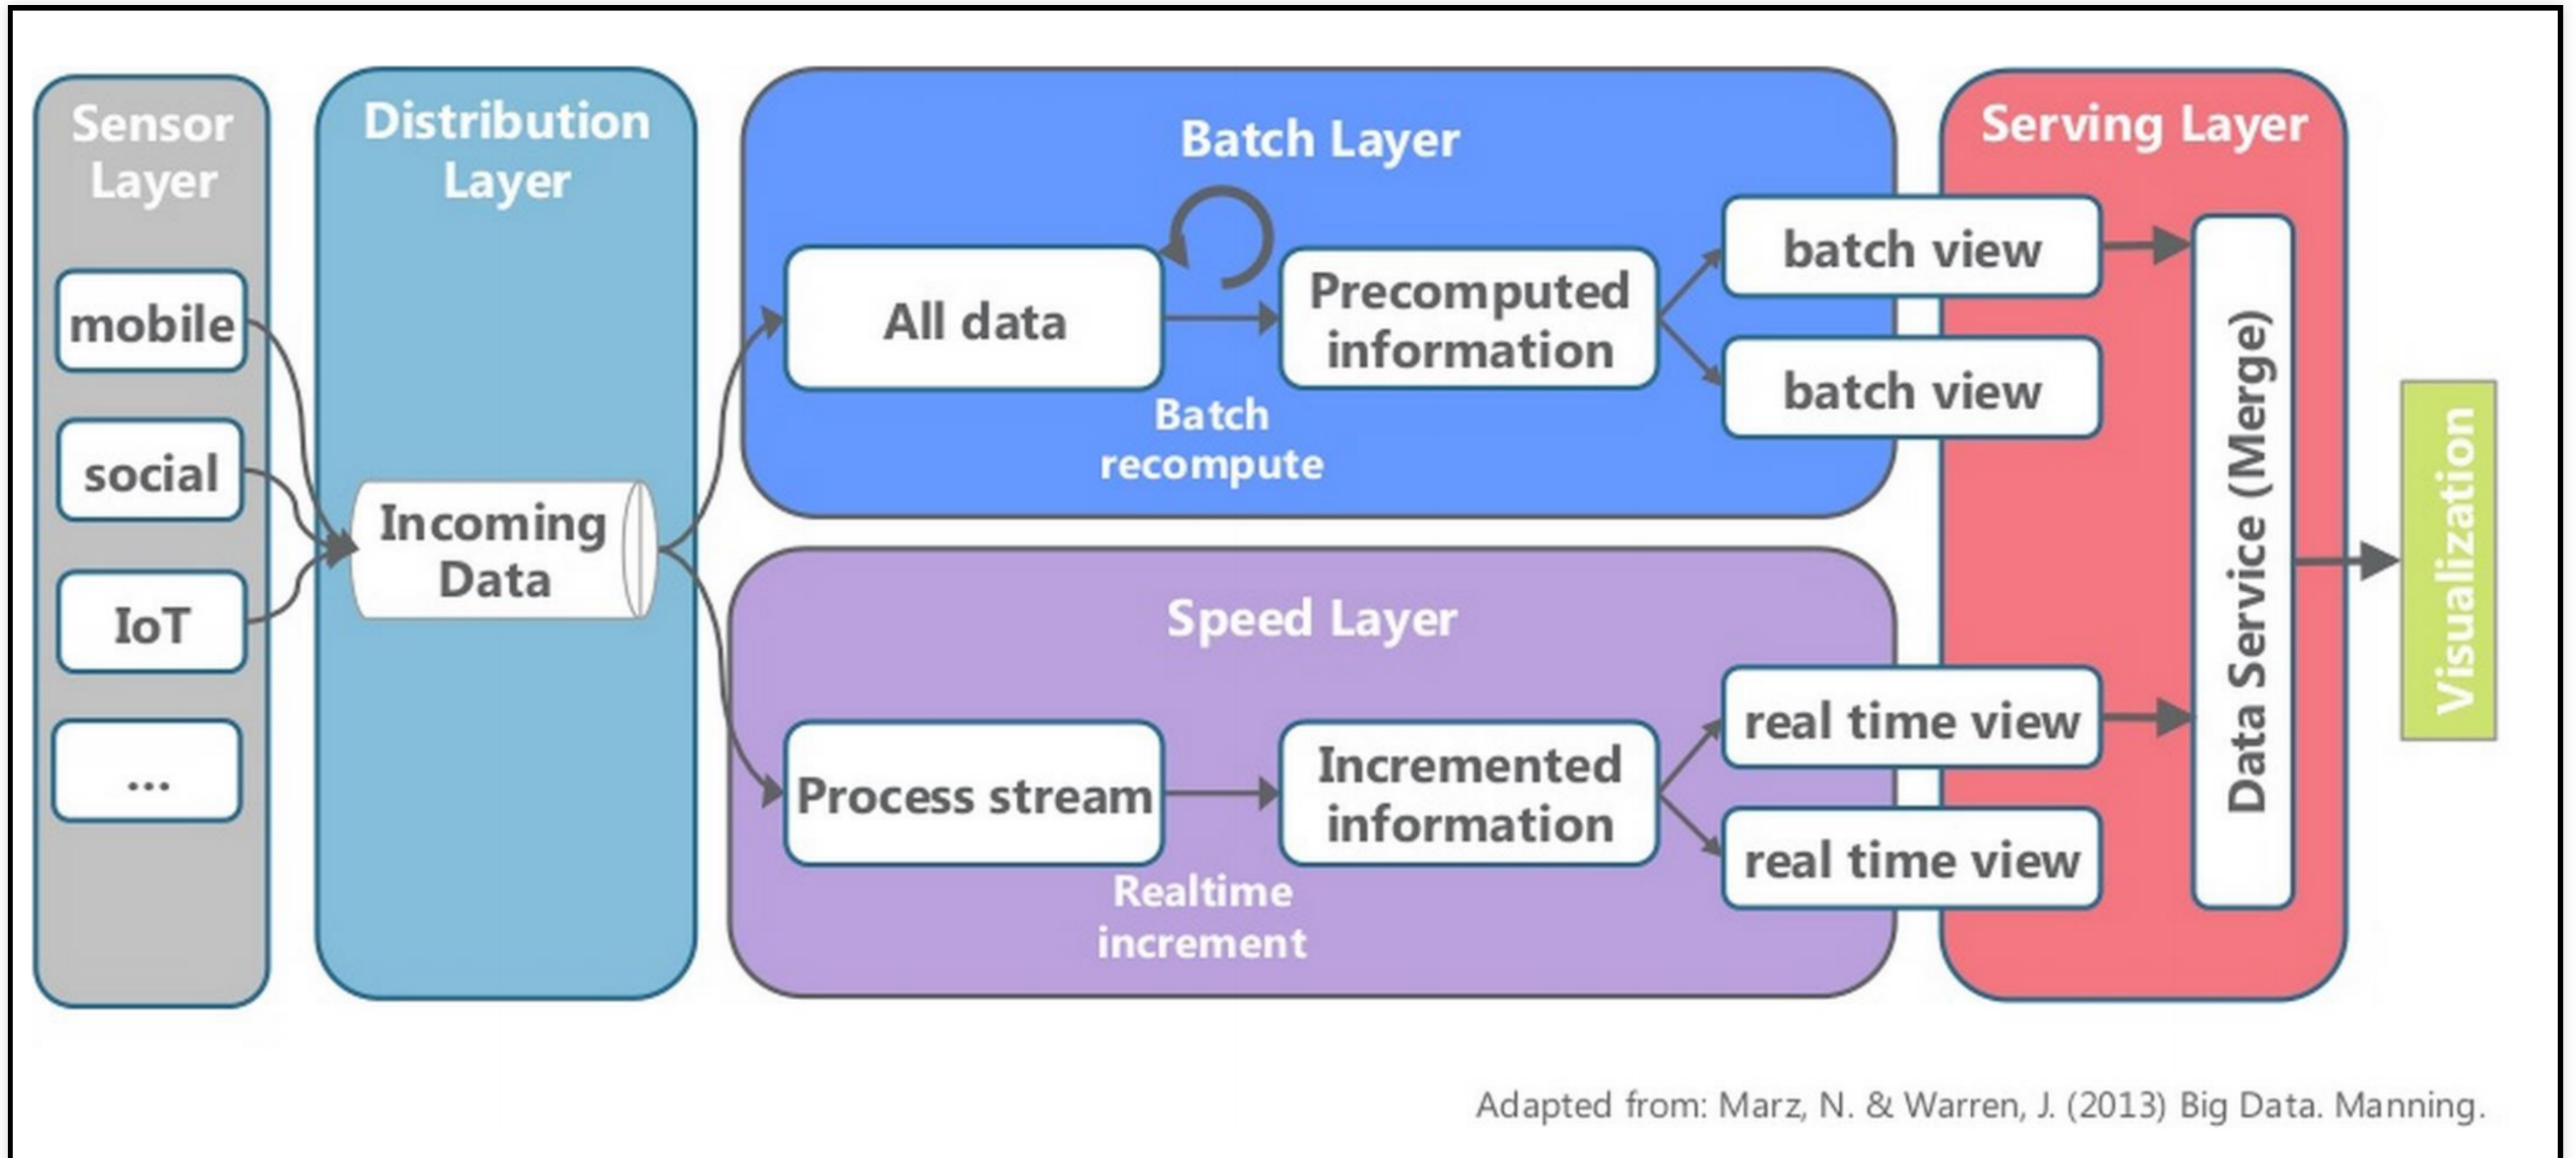 Sensor
Layer
mobile
social
IoT
...
Distribution
Layer
Incoming
Data
Batch Layer
All data
Precomputed
information
Batch
recompute
batch view
batch view
Speed Layer
Process stream
Incremented
information
Realtime
increment
real time view
real time view
Serving Layer
Data Service (Merge)
Visualization
Adapted from: Marz, N. & Warren, J. (2013) Big Data. Manning.